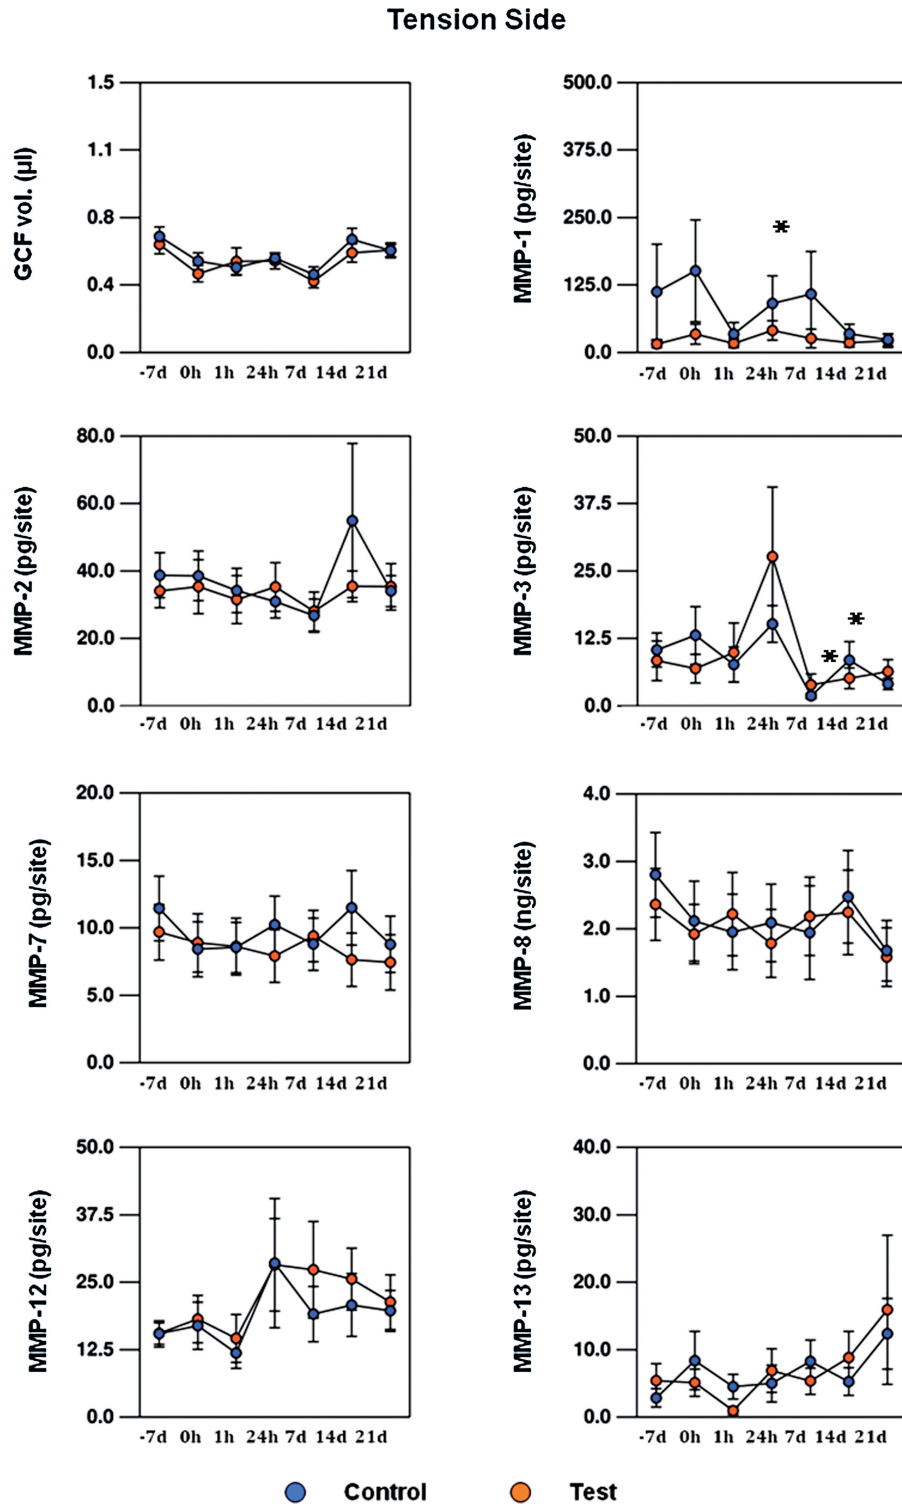 Tension Side
GCF vol. (µl)
1.5
1.1
0.8
0.4
0.0
-7d 0h 1h 24h 7d 14d 21d
MMP-1 (pg/site)
500.0
375.0
250.0
125.0
0.0
*
-7d 0h 1h 24h 7d 14d 21d
MMP-2 (pg/site)
80.0
60.0
40.0
20.0
0.0
-7d 0h 1h 24h 7d 14d 21d
MMP-3 (pg/site)
50.0
37.5
25.0
12.5
0.0
* *
-7d 0h 1h 24h 7d 14d 21d
MMP-7 (pg/site)
20.0
15.0
10.0
5.0
0.0
-7d 0h 1h 24h 7d 14d 21d
MMP-8 (ng/site)
4.0
3.0
2.0
1.0
0.0
-7d 0h 1h 24h 7d 14d 21d
MMP-12 (pg/site)
50.0
37.5
25.0
12.5
0.0
-7d 0h 1h 24h 7d 14d 21d
MMP-13 (pg/site)
40.0
30.0
20.0
10.0
0.0
-7d 0h 1h 24h 7d 14d 21d
Control Test